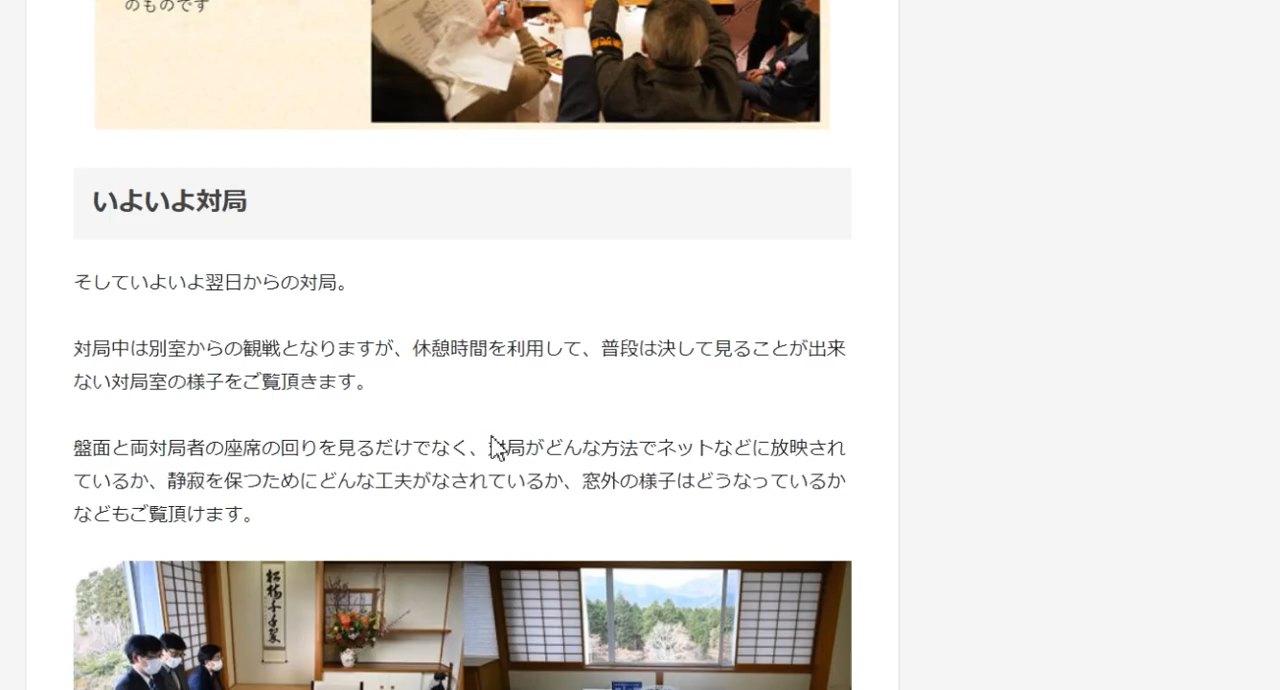 のものです
いよいよ対局
そしていよいよ翌日からの対局。
対局中は別室からの観戦となりますが、休憩時間を利用して、普段は決して見ることが出来
ない対局室の様子をご覧頂きます。
盤面と両対局者の座席の回りを見るだけでなく、対局がどんな方法でネットなどに放映され
ているか、静寂を保つためにどんな工夫がなされているか、窓外の様子はどうなっているか
などもご覧頂けます。